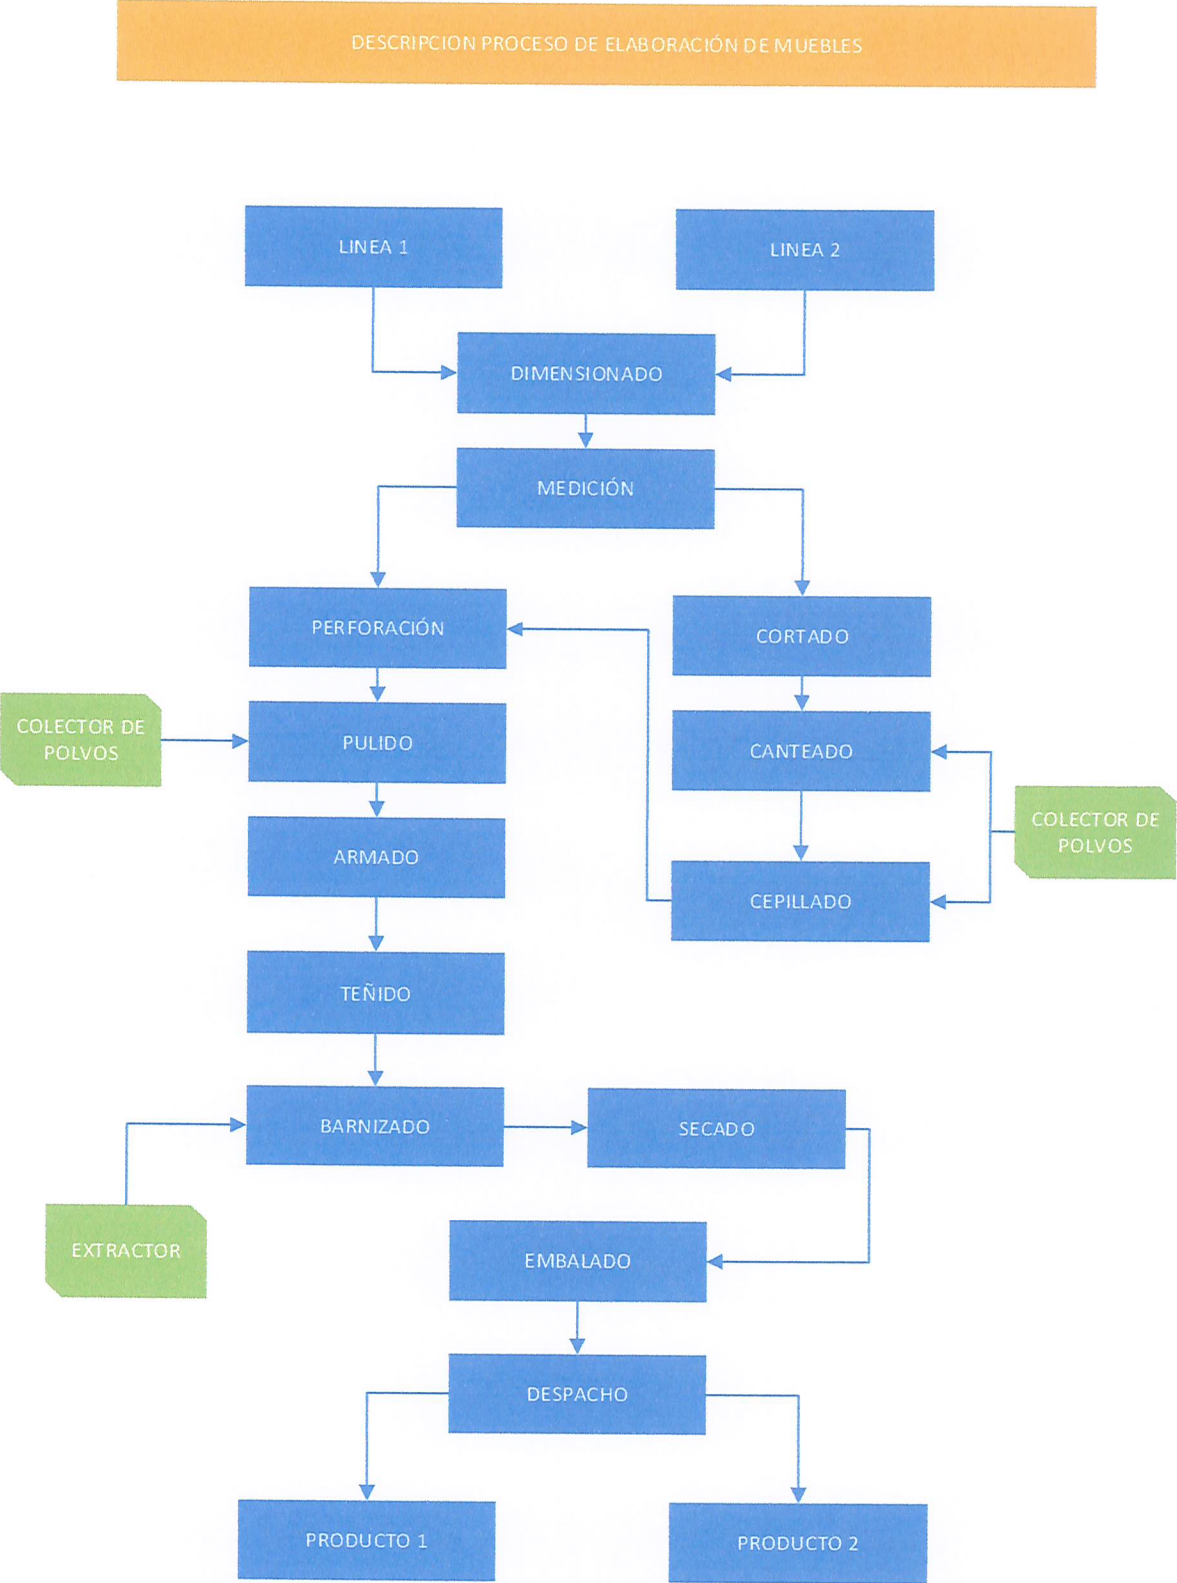 DESCRIPCION PROCESO DE ELABORACIÓN DE MUEBLES
LINEA 1
LINEA 2
DIMENSIONADO
MEDICIÓN
PERFORACIÓN
CORTADO
COLECTOR DE
POLVOS
PULIDO
CANTEADO
COLECTOR DE
POLVOS
ARMADO
CEPILLADO
TEÑIDO
BARNIZADO
SECADO
EXTRACTOR
EMBALADO
DESPACHO
PRODUCTO 1
PRODUCTO 2